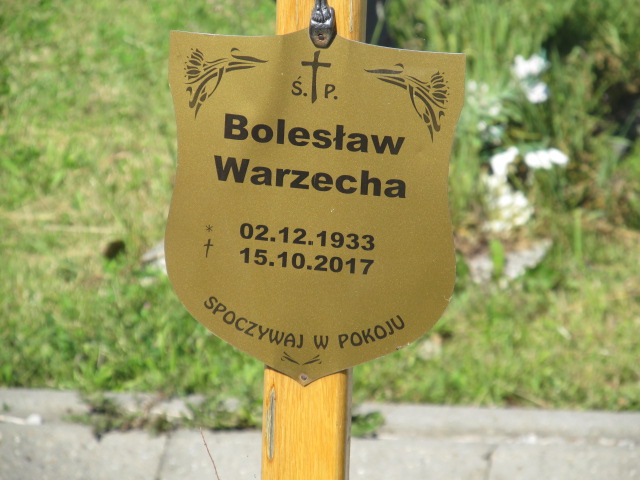 Ś. P.
Bolesław
Warzecha
* 02.12.1933
† 15.10.2017
SPOCZYWAJ W POKOJU